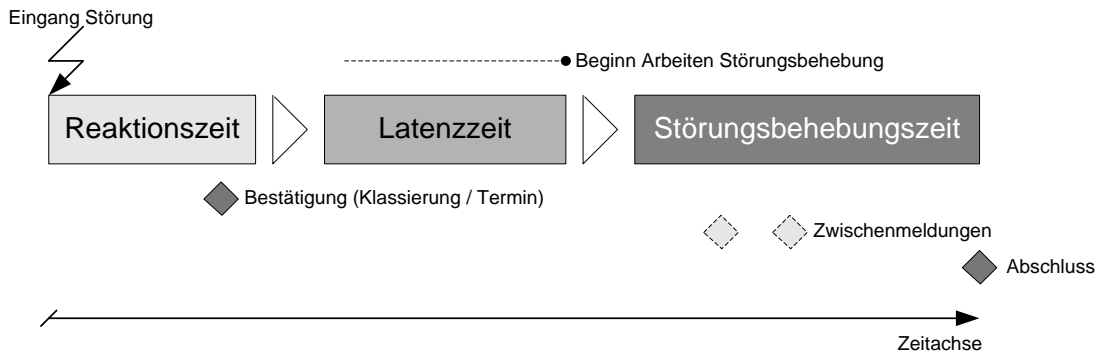 Eingang Störung
Beginn Arbeiten Störungsbehebung
Reaktionszeit
Latenzzeit
Störungsbehebungszeit
Bestätigung (Klassierung / Termin)
Zwischenmeldungen
Abschluss
Zeitachse